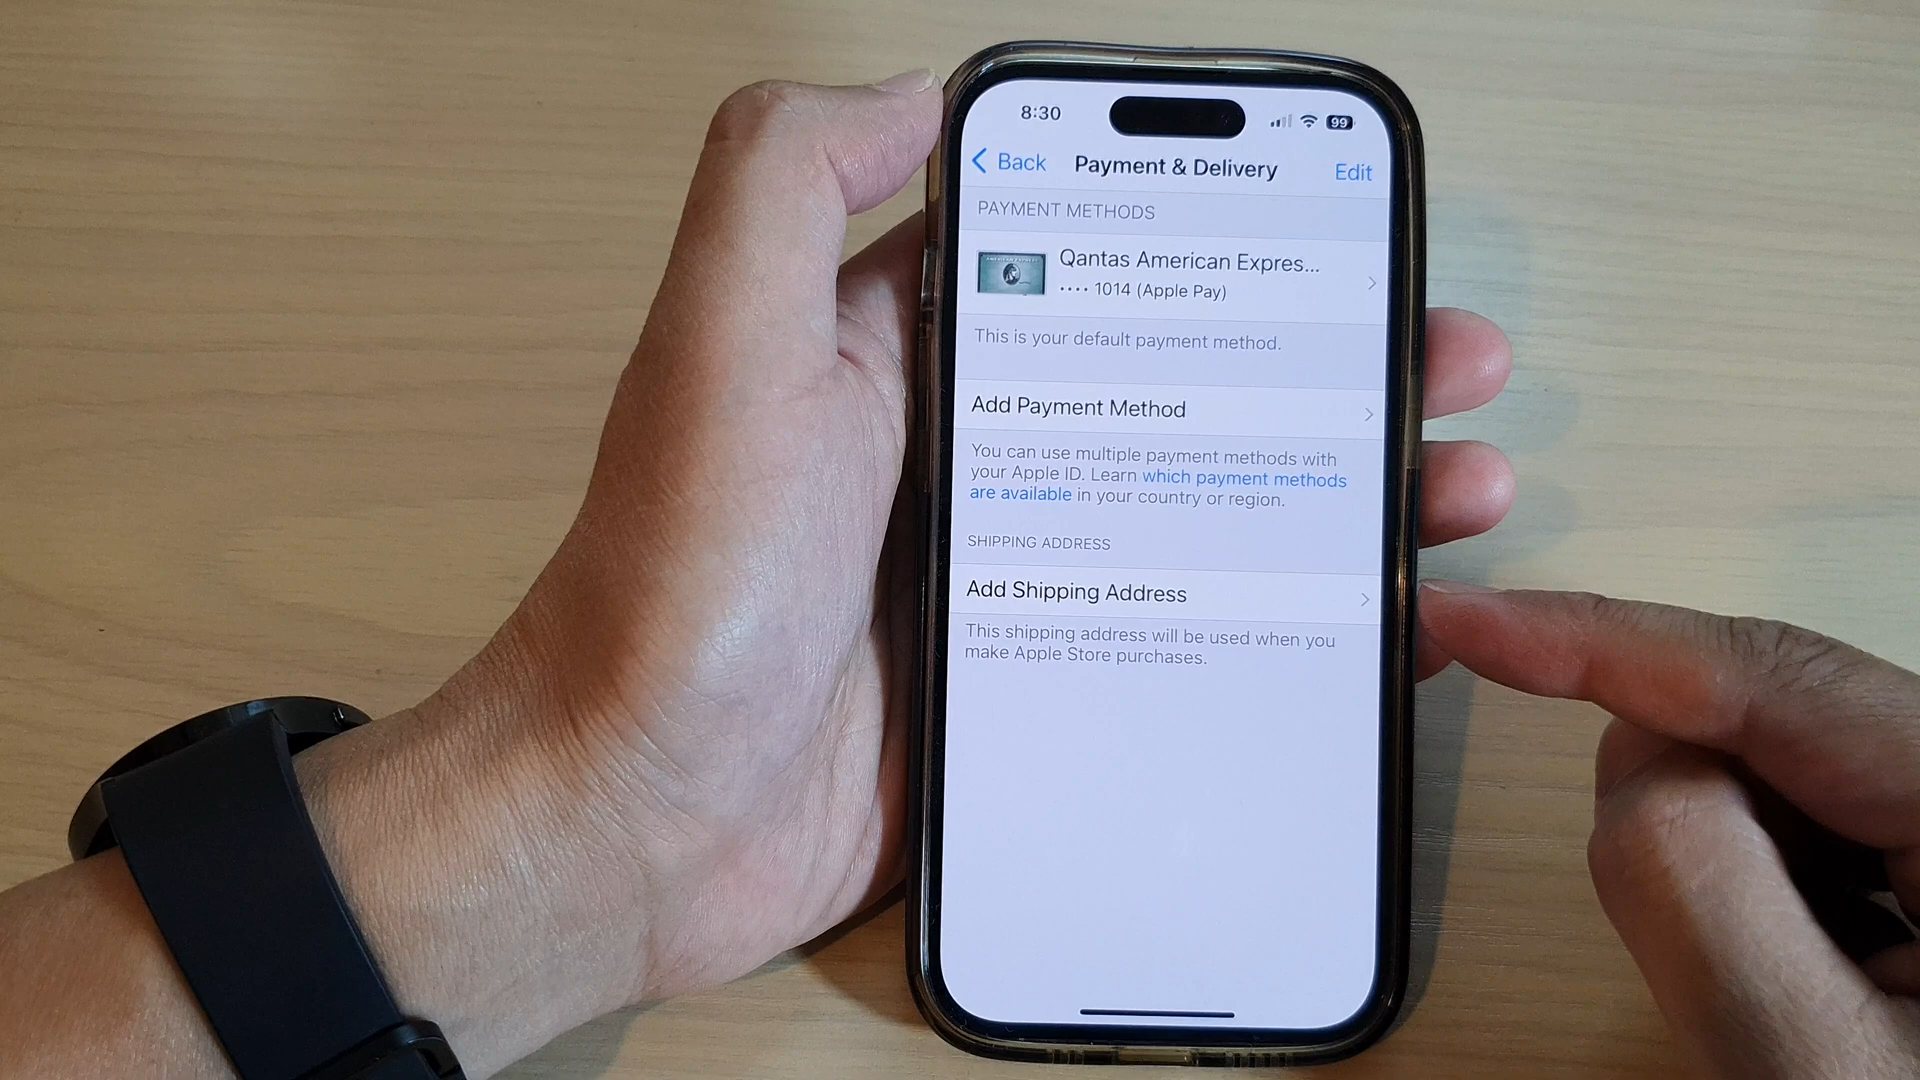 8:30
99
Back
Payment & Delivery
Edit
PAYMENT METHODS
Qantas American Expres...
•••• 1014 (Apple Pay)
This is your default payment method.
Add Payment Method
You can use multiple payment methods with
your Apple ID. Learn which payment methods
are available in your country or region.
SHIPPING ADDRESS
Add Shipping Address
This shipping address will be used when you
make Apple Store purchases.